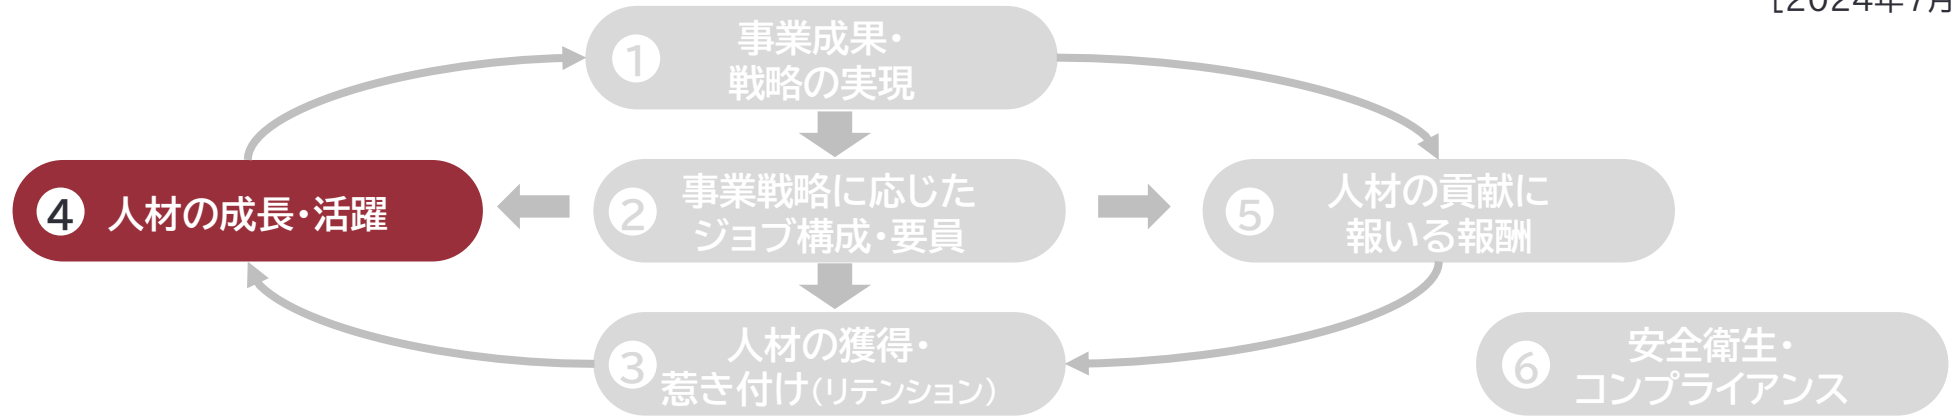 [2024年7月
1
事業成果・
戦略の実現
4 人材の成長・活躍
2
事業戦略に応じた
ジョブ構成・要員
5
人材の貢献に
報いる報酬
3
人材の獲得・
惹き付け(リテンション)
6
安全衛生・
コンプライアンス